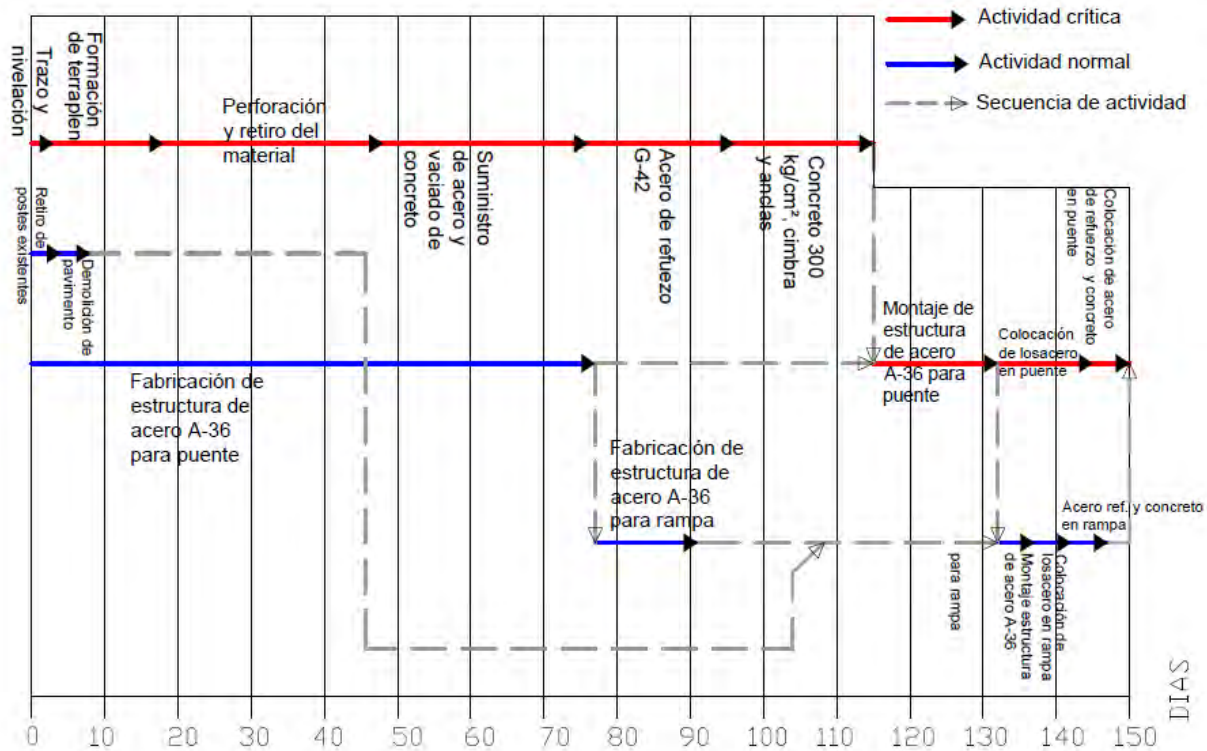 Actividad crítica
Actividad normal
Secuencia de actividad
Trazo y
nivelación
Formación
de terraplen
Perforación
y retiro del
material
Suministro
de acero y
vaciado de
concreto
Acero de refuezo
G-42
Concreto 300
kg/cm², cimbra
y anclas
Retiro de
postes existentes
Demolición de
pavimento
Fabricación de
estructura de
acero A-36
para puente
Fabricación de
estructura de
acero A-36
para rampa
Montaje de
estructura
de acero
A-36 para
puente
Colocación
de losacero
en puente
Colocación de acero
de refuerzo y concreto
en puente
Acero ref. y concreto
en rampa
para rampa
Montaje estructura
de acero A-36
Colocación de
losacero en rampa
DIAS
0 10 20 30 40 50 60 70 80 90 100 110 120 130 140 150